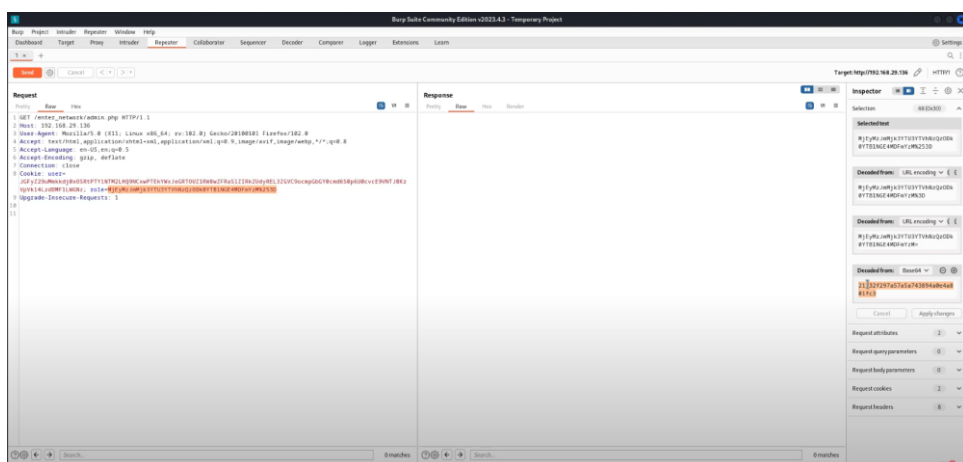 Burp Suite Community Edition v2023.4.3 - Temporary Project
Burp Project Intruder Repeater Window Help
Dashboard Target Proxy Intruder Repeater Collaborator Sequencer Decoder Comparer Logger Extensions Learn
Settings
1 × +
Send Cancel < >
Target: http://192.168.29.136 HTTP/1
Request
Pretty Raw Hex
1 GET /enter_network/admin.php HTTP/1.1
2 Host: 192.168.29.136
3 User-Agent: Mozilla/5.0 (X11; Linux x86_64; rv:102.0) Gecko/20100101 Firefox/102.0
4 Accept: text/html,application/xhtml+xml,application/xml;q=0.9,image/avif,image/webp,*/*;q=0.8
5 Accept-Language: en-US,en;q=0.5
6 Accept-Encoding: gzip, deflate
7 Connection: close
8 Cookie: user=
role=
9 Upgrade-Insecure-Requests: 1
10
11
Response
Pretty Raw Hex Render
Inspector
Selection
Selected text
Decoded from: URL encoding
Decoded from: URL encoding
Decoded from: Base64
Cancel Apply changes
Request attributes 2
Request query parameters 0
Request body parameters 0
Request cookies 2
Request headers 8
Search... 0 matches
Search... 0 matches